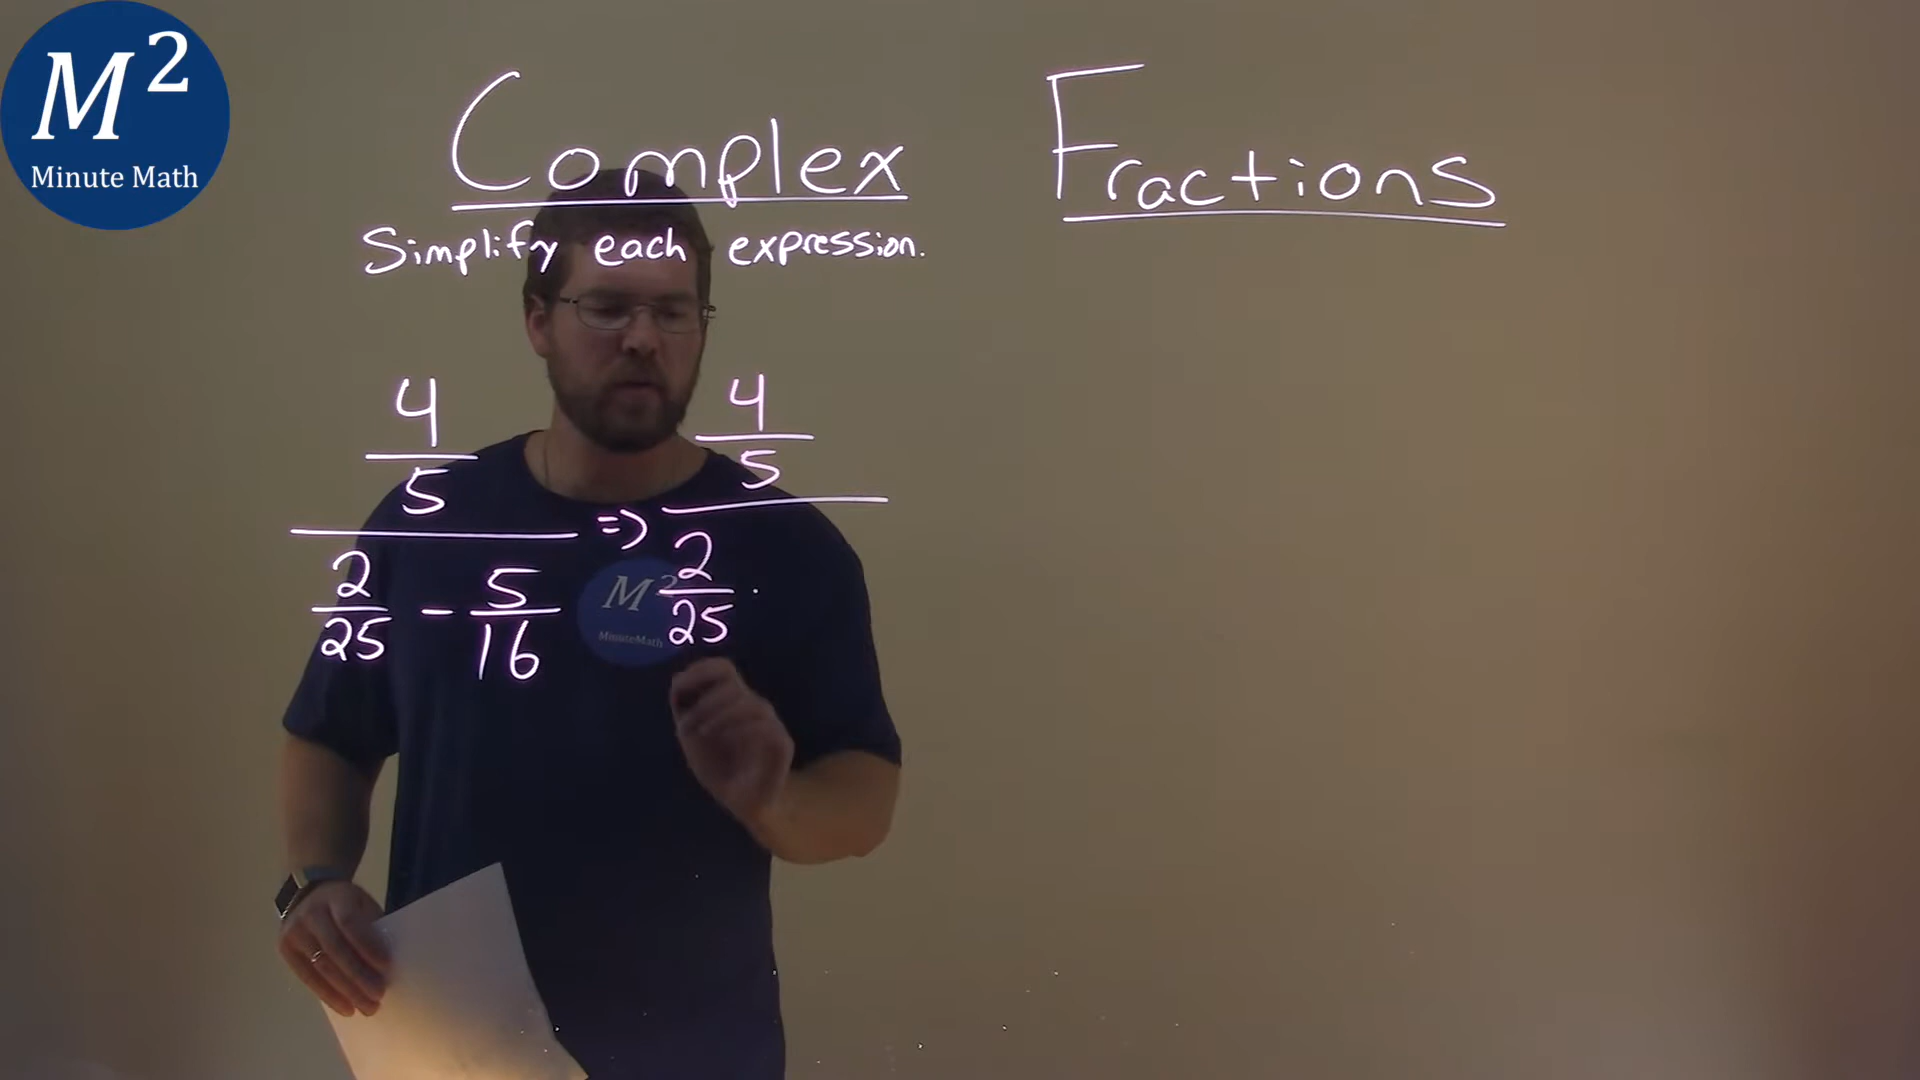 M²
Minute Math
Complex Fractions
Simplify each expression.
4
5
2
25
-
5
16
=>
4
5
2
25
·
M²
MinuteMath